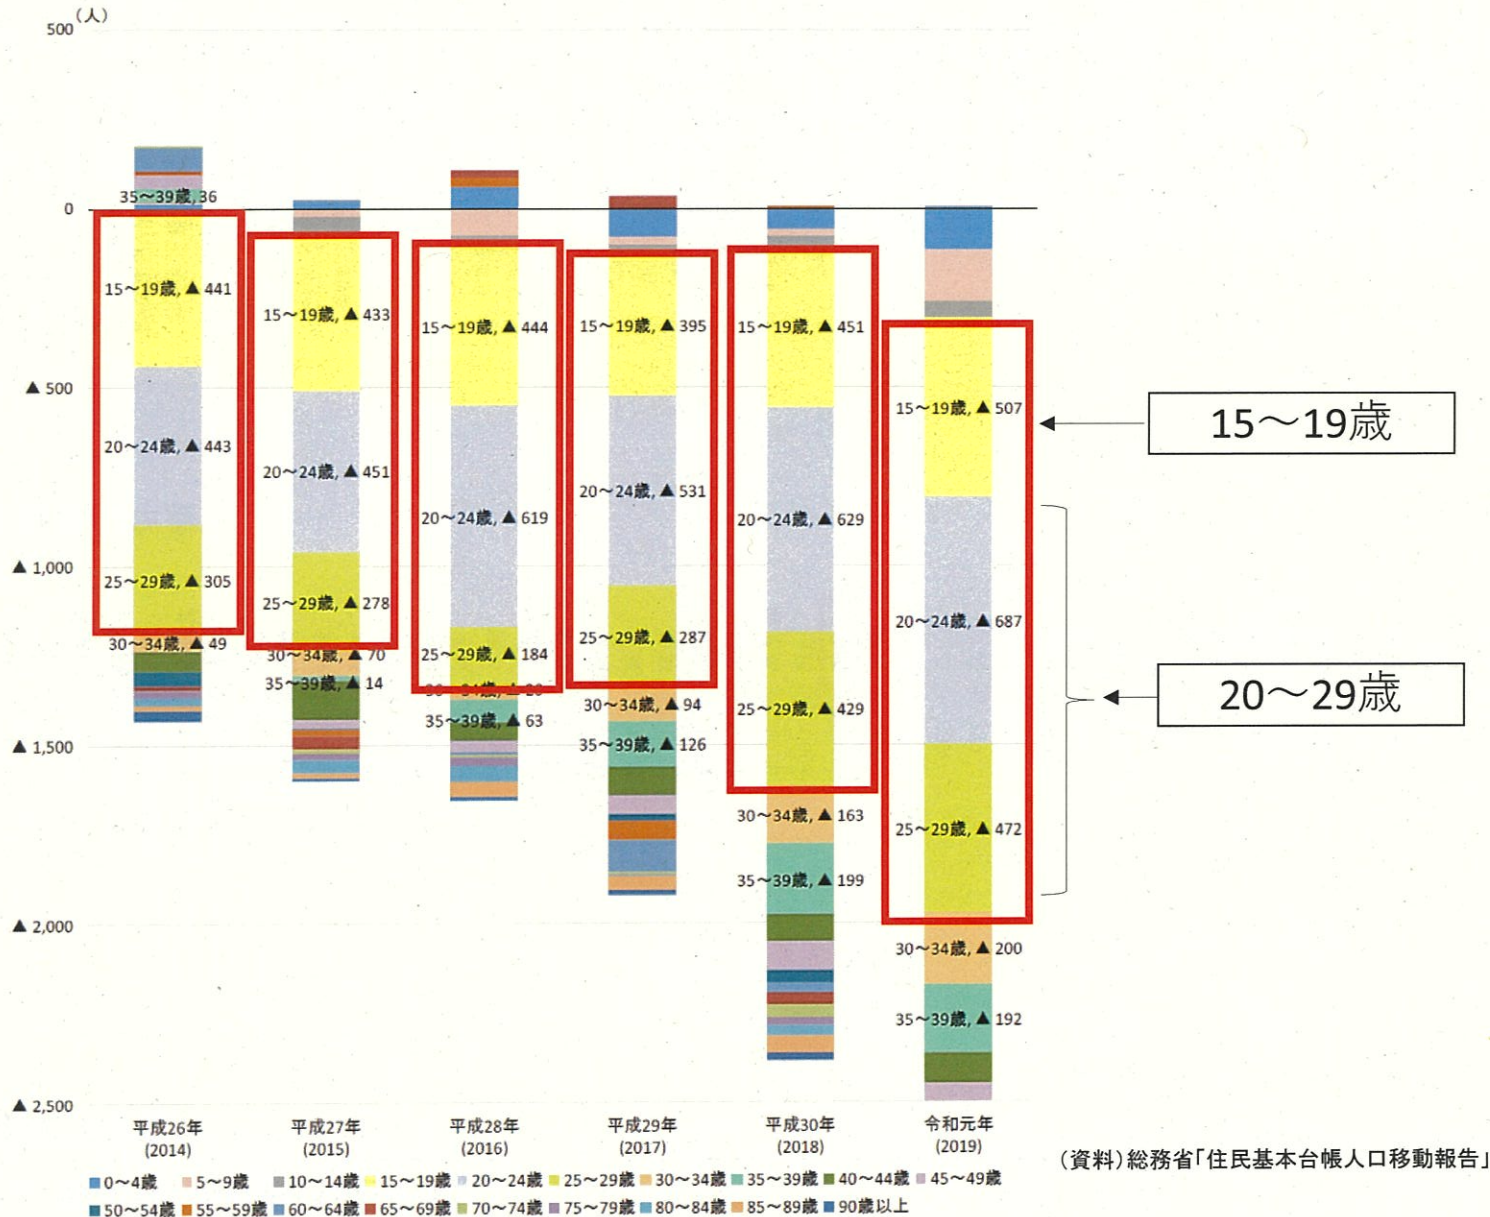 （人）
500
0
▲ 500
▲ 1,000
▲ 1,500
▲ 2,000
▲ 2,500
35～39歳,36
15～19歳,▲ 441
20～24歳,▲ 443
25～29歳,▲ 305
30～34歳,▲ 49
15～19歳,▲ 433
20～24歳,▲ 451
25～29歳,▲ 278
30～34歳,▲ 70
35～39歳,▲ 14
15～19歳,▲ 444
20～24歳,▲ 619
25～29歳,▲ 184
35～39歳,▲ 63
15～19歳,▲ 395
20～24歳,▲ 531
25～29歳,▲ 287
30～34歳,▲ 94
35～39歳,▲ 126
15～19歳,▲ 451
20～24歳,▲ 629
25～29歳,▲ 429
30～34歳,▲ 163
35～39歳,▲ 199
15～19歳,▲ 507
20～24歳,▲ 687
25～29歳,▲ 472
30～34歳,▲ 200
35～39歳,▲ 192
15～19歳
20～29歳
平成26年
(2014)
平成27年
(2015)
平成28年
(2016)
平成29年
(2017)
平成30年
(2018)
令和元年
(2019)
0～4歳 5～9歳 10～14歳 15～19歳 20～24歳 25～29歳 30～34歳 35～39歳 40～44歳 45～49歳
50～54歳 55～59歳 60～64歳 65～69歳 70～74歳 75～79歳 80～84歳 85～89歳 90歳以上
（資料）総務省「住民基本台帳人口移動報告」